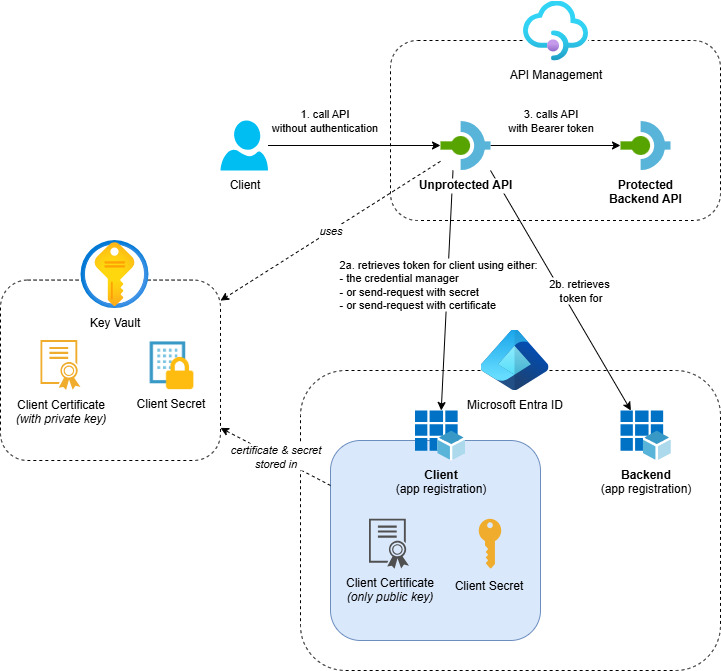 API Management
1. call API
without authentication
3. calls API
with Bearer token
Client
Unprotected API
Protected
Backend API
uses
2a. retrieves token for client using either:
- the credential manager
- or send-request with secret
- or send-request with certificate
2b. retrieves
token for
Key Vault
Client Certificate
(with private key)
Client Secret
Microsoft Entra ID
certificate & secret
stored in
Client
(app registration)
Backend
(app registration)
Client Certificate
(only public key)
Client Secret